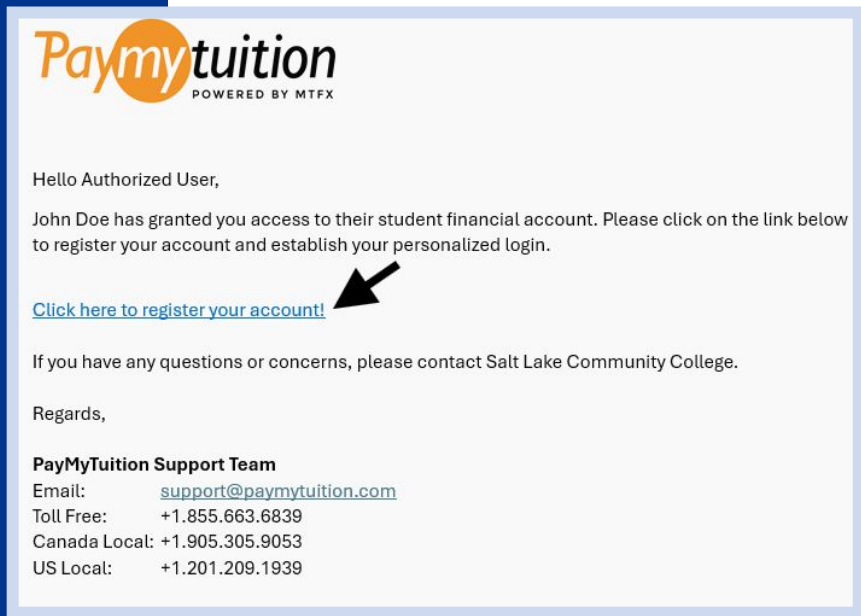 Paymytuition
POWERED BY MTFX
Hello Authorized User,
John Doe has granted you access to their student financial account. Please click on the link below
to register your account and establish your personalized login.
Click here to register your account!
If you have any questions or concerns, please contact Salt Lake Community College.
Regards,
PayMyTuition Support Team
Email: support@paymytuition.com
Toll Free: +1.855.663.6839
Canada Local: +1.905.305.9053
US Local: +1.201.209.1939